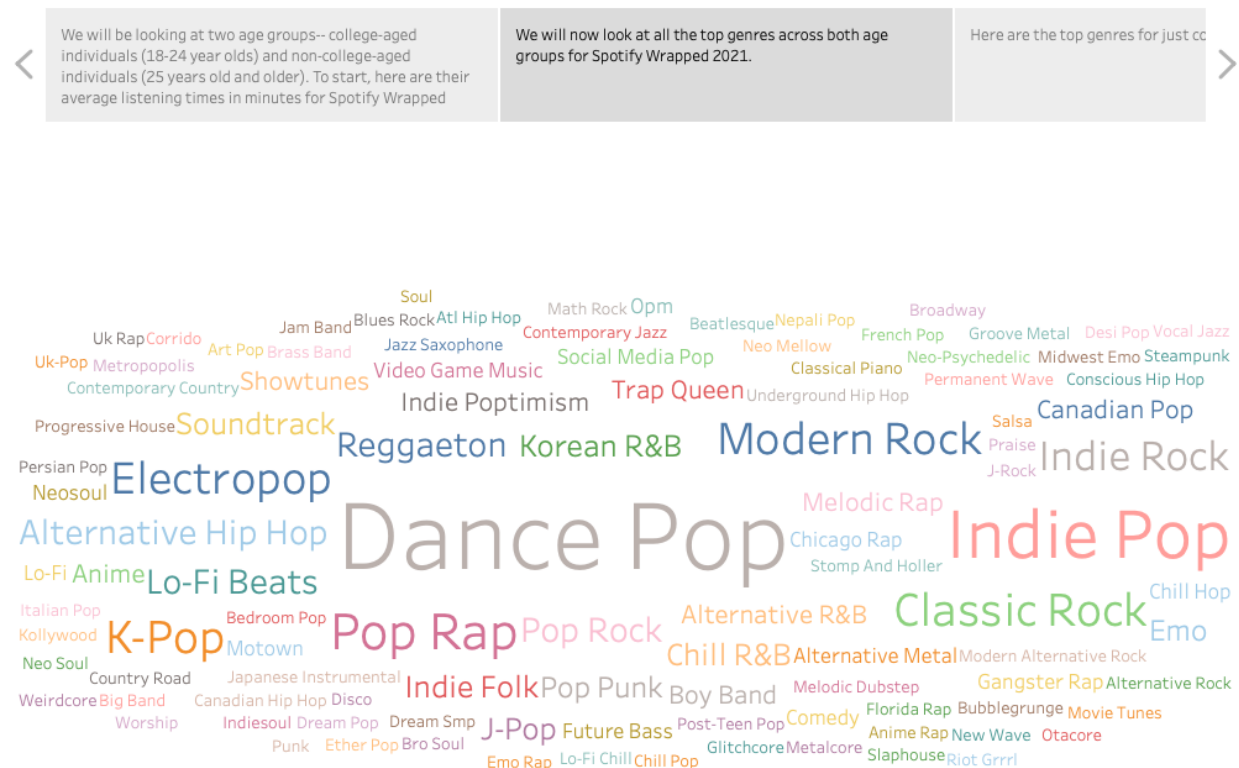 We will be looking at two age groups-- college-aged
individuals (18-24 year olds) and non-college-aged
individuals (25 years old and older). To start, here are their
average listening times in minutes for Spotify Wrapped
We will now look at all the top genres across both age
groups for Spotify Wrapped 2021.
Here are the top genres for just co
Soul
Math Rock Opm
Broadway
Jam Band Blues Rock Atl Hip Hop
Beatlesque Nepali Pop
Uk Rap Corrido
Contemporary Jazz
French Pop Groove Metal Desi Pop Vocal Jazz
Art Pop Brass Band Jazz Saxophone
Neo Mellow
Uk-Pop Metropopolis
Video Game Music Social Media Pop
Classical Piano Neo-Psychedelic Midwest Emo Steampunk
Contemporary Country Showtunes
Trap Queen Underground Hip Hop
Permanent Wave Conscious Hip Hop
Indie Poptimism
Canadian Pop
Progressive House Soundtrack
Salsa
Reggaeton Korean R&B Modern Rock
Praise
Indie Rock
Persian Pop
J-Rock
Electropop
Neosoul
Melodic Rap
Alternative Hip Hop
Dance Pop
Chicago Rap
Indie Pop
Stomp And Holler
Lo-Fi Anime Lo-Fi Beats
Chill Hop
Italian Pop
Bedroom Pop
Alternative R&B
Classic Rock
Kollywood K-Pop
Motown
Pop Rap Pop Rock
Emo
Neo Soul
Chill R&B Alternative Metal Modern Alternative Rock
Country Road Japanese Instrumental
Indie Folk Pop Punk Boy Band
Melodic Dubstep
Gangster Rap Alternative Rock
Weirdcore Big Band Canadian Hip Hop Disco
Florida Rap Bubblegrunge Movie Tunes
Worship Indiesoul Dream Pop Dream Smp
J-Pop Future Bass Post-Teen Pop Comedy
Anime Rap New Wave Otacore
Punk Ether Pop Bro Soul
Glitchcore Metalcore
Slaphouse Riot Grrrl
Emo Rap Lo-Fi Chill Chill Pop